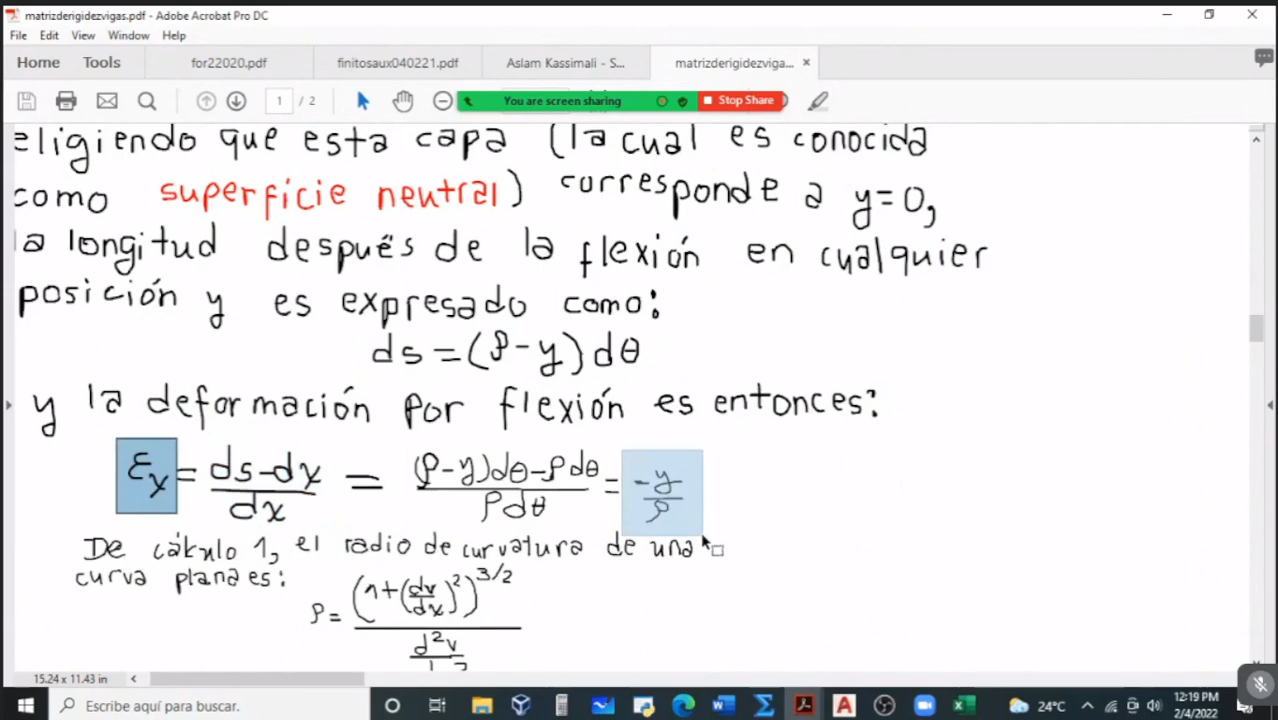 matrizderigidezvigas.pdf - Adobe Acrobat Pro DC
File Edit View Window Help
Home Tools for22020.pdf finitosaux040221.pdf Aslam Kassimali - S... matrizderigidezviga... ×
1 / 2 You are screen sharing Stop Share
eligiendo que esta capa (la cual es conocida
como superficie neutral) corresponde a y=0,
la longitud después de la flexión en cualquier
posición y es expresado como:
ds=(ρ-y)dθ
y la deformación por flexión es entonces:
εx = ds-dx/dx = (ρ-y)dθ-ρdθ/ρdθ = -y/ρ
De cálculo 1, el radio de curvatura de una
curva plana es:
ρ= (1+(dv/dx)²)^3/2 / d²v
15.24 x 11.43 in
Escribe aquí para buscar. 24°C 12:19 PM
2/4/2022